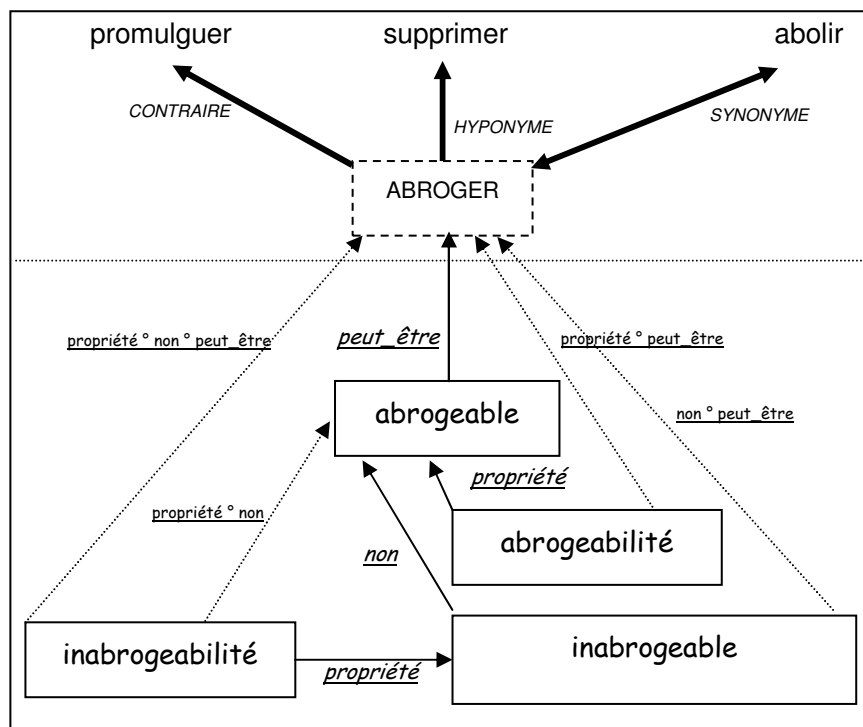 promulguer supprimer abolir
CONTRAIRE
HYPONYME
SYNONYME
ABROGER
propriété ° non ° peut_être
peut_être
propriété ° peut_être
abrogeable
non ° peut_être
propriété
propriété ° non
abrogeabilité
non
inabrogeabilité
inabrogeable
propriété